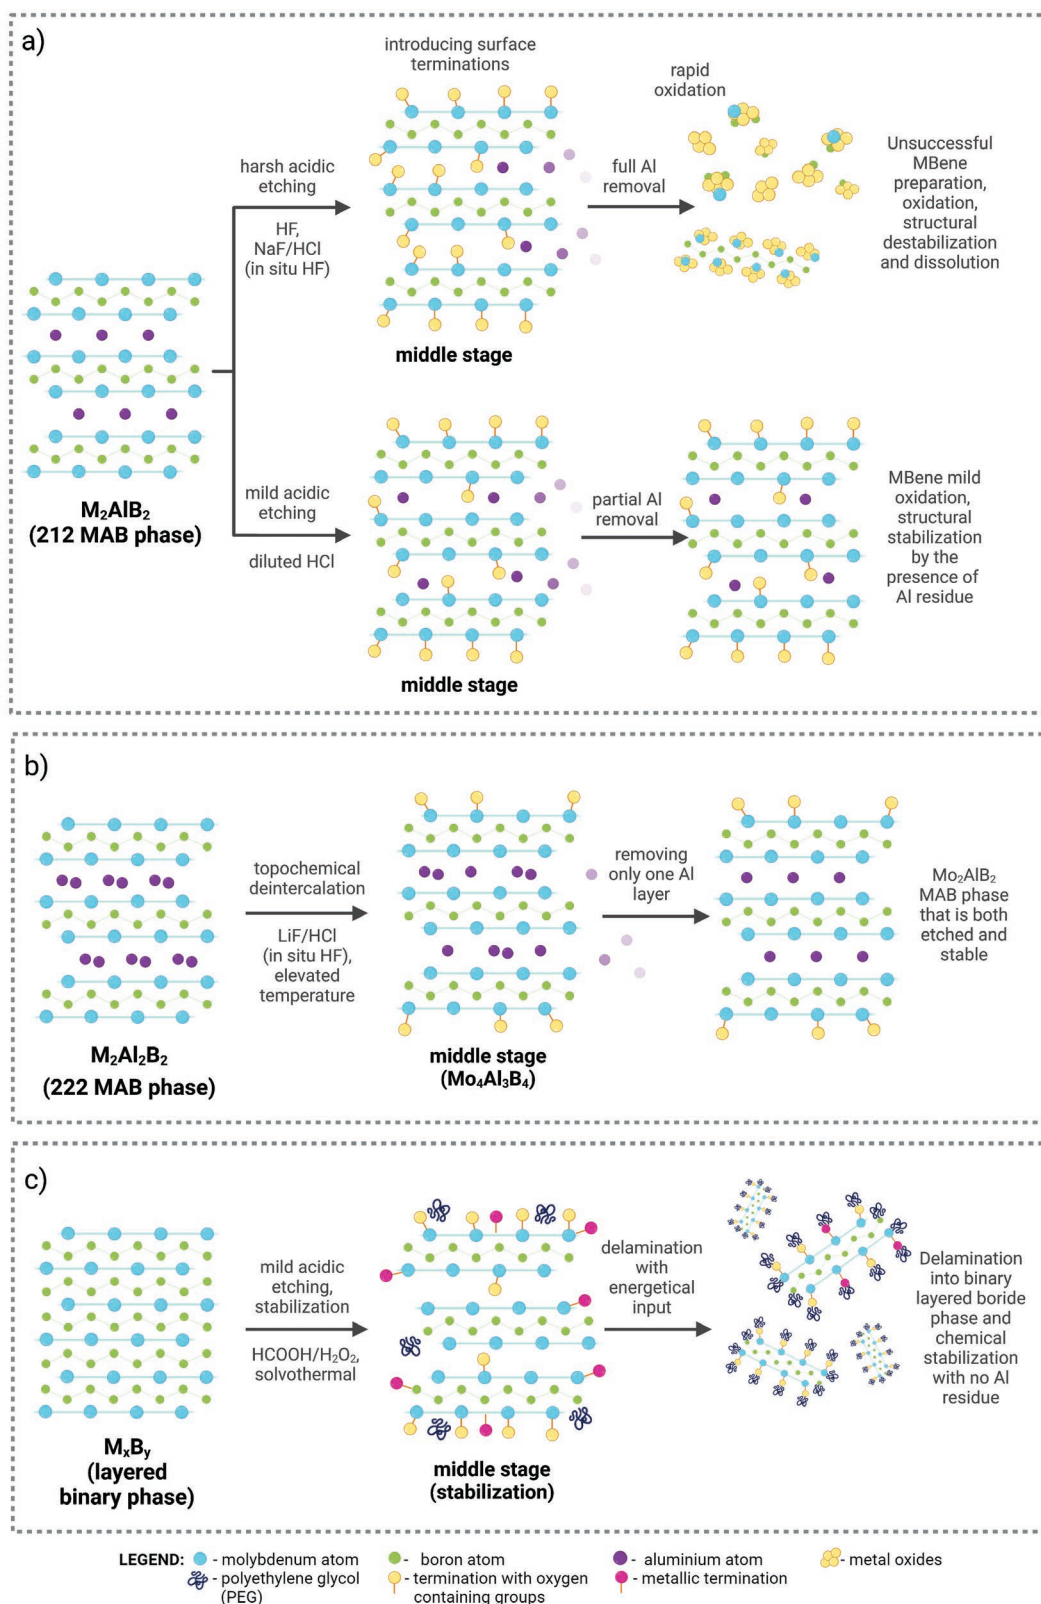 a)
introducing surface
terminations
rapid
oxidation
harsh acidic
etching
HF,
NaF/HCl
(in situ HF)
full Al
removal
Unsuccessful
MBene
preparation,
oxidation,
structural
destabilization
and dissolution
middle stage
M₂AlB₂
(212 MAB phase)
mild acidic
etching
diluted HCl
partial Al
removal
MBene mild
oxidation,
structural
stabilization
by the
presence of
Al residue
middle stage
b)
topochemical
deintercalation
LiF/HCl
(in situ HF),
elevated
temperature
removing
only one Al
layer
Mo₂AlB₂
MAB phase
that is both
etched and
stable
M₂Al₂B₂
(222 MAB phase)
middle stage
(Mo₄Al₃B₄)
c)
mild acidic
etching,
stabilization
HCOOH/H₂O₂,
solvothermal
delamination
with
energetical
input
Delamination
into binary
layered boride
phase and
chemical
stabilization
with no Al
residue
MₓBᵧ
(layered
binary phase)
middle stage
(stabilization)
LEGEND: - molybdenum atom - boron atom - aluminium atom - metal oxides
- polyethylene glycol - termination with oxygen - metallic termination
(PEG) containing groups